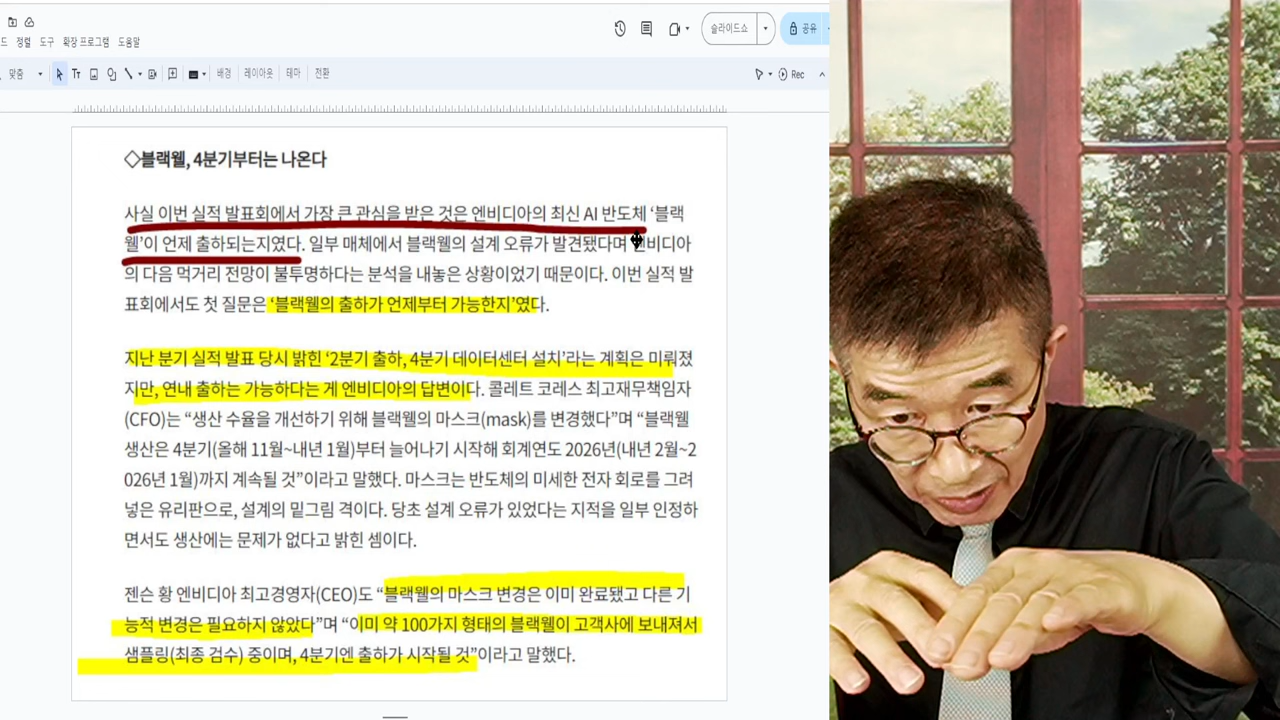 드 정렬 도구 확장 프로그램 도움말
슬라이드쇼
공유
맞춤
배경 레이아웃 테마 전환
Rec
◇블랙웰, 4분기부터는 나온다
사실 이번 실적 발표회에서 가장 큰 관심을 받은 것은 엔비디아의 최신 AI 반도체 ‘블랙
웰’이 언제 출하되는지였다. 일부 매체에서 블랙웰의 설계 오류가 발견됐다며 엔비디아
의 다음 먹거리 전망이 불투명하다는 분석을 내놓은 상황이었기 때문이다. 이번 실적 발
표회에서도 첫 질문은 ‘블랙웰의 출하가 언제부터 가능한지’였다.
지난 분기 실적 발표 당시 밝힌 ‘2분기 출하, 4분기 데이터센터 설치’라는 계획은 미뤄졌
지만, 연내 출하는 가능하다는 게 엔비디아의 답변이다. 콜레트 코레스 최고재무책임자
(CFO)는 “생산 수율을 개선하기 위해 블랙웰의 마스크(mask)를 변경했다”며 “블랙웰
생산은 4분기(올해 11월~내년 1월)부터 늘어나기 시작해 회계연도 2026년(내년 2월~2
026년 1월)까지 계속될 것”이라고 말했다. 마스크는 반도체의 미세한 전자 회로를 그려
넣은 유리판으로, 설계의 밑그림 격이다. 당초 설계 오류가 있었다는 지적을 일부 인정하
면서도 생산에는 문제가 없다고 밝힌 셈이다.
젠슨 황 엔비디아 최고경영자(CEO)도 “블랙웰의 마스크 변경은 이미 완료됐고 다른 기
능적 변경은 필요하지 않았다”며 “이미 약 100가지 형태의 블랙웰이 고객사에 보내져서
샘플링(최종 검수) 중이며, 4분기엔 출하가 시작될 것”이라고 말했다.